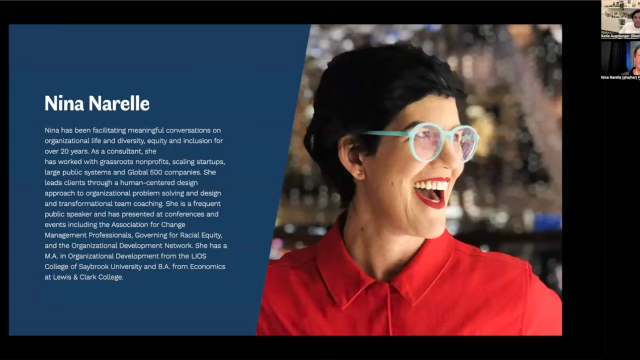 Nina Narelle
Nina has been facilitating meaningful conversations on
organizational life and diversity, equity and inclusion for
over 20 years. As a consultant, she
has worked with grassroots nonprofits, scaling startups,
large public systems and Global 500 companies. She
leads clients through a human-centered design
approach to organizational problem solving and design
and transformational team coaching. She is a frequent
public speaker and has presented at conferences and
events including the Association for Change
Management Professionals, Governing for Racial Equity,
and the Organizational Development Network. She has a
M.A. in Organizational Development from the LIOS
College of Saybrook University and B.A. from Economics
at Lewis & Clark College.
Nina Narelle